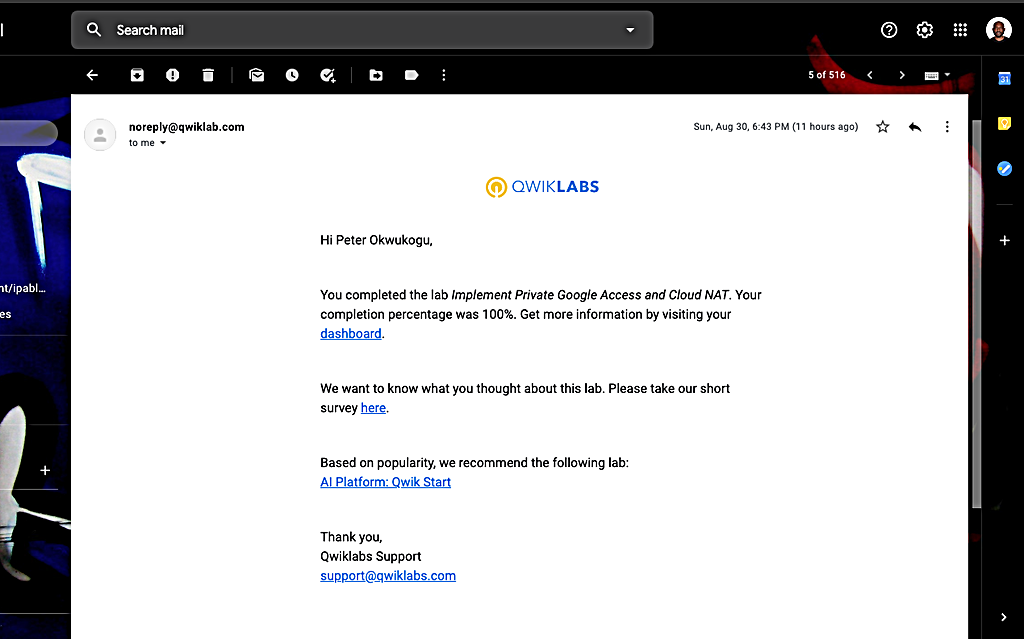 Search mail
5 of 516
31
noreply@qwiklab.com
Sun, Aug 30, 6:43 PM (11 hours ago)
to me
QWIKLABS
Hi Peter Okwukogu,
nt/ipabl...
es
You completed the lab Implement Private Google Access and Cloud NAT. Your
completion percentage was 100%. Get more information by visiting your
dashboard.
We want to know what you thought about this lab. Please take our short
survey here.
Based on popularity, we recommend the following lab:
AI Platform: Qwik Start
Thank you,
Qwiklabs Support
support@qwiklabs.com